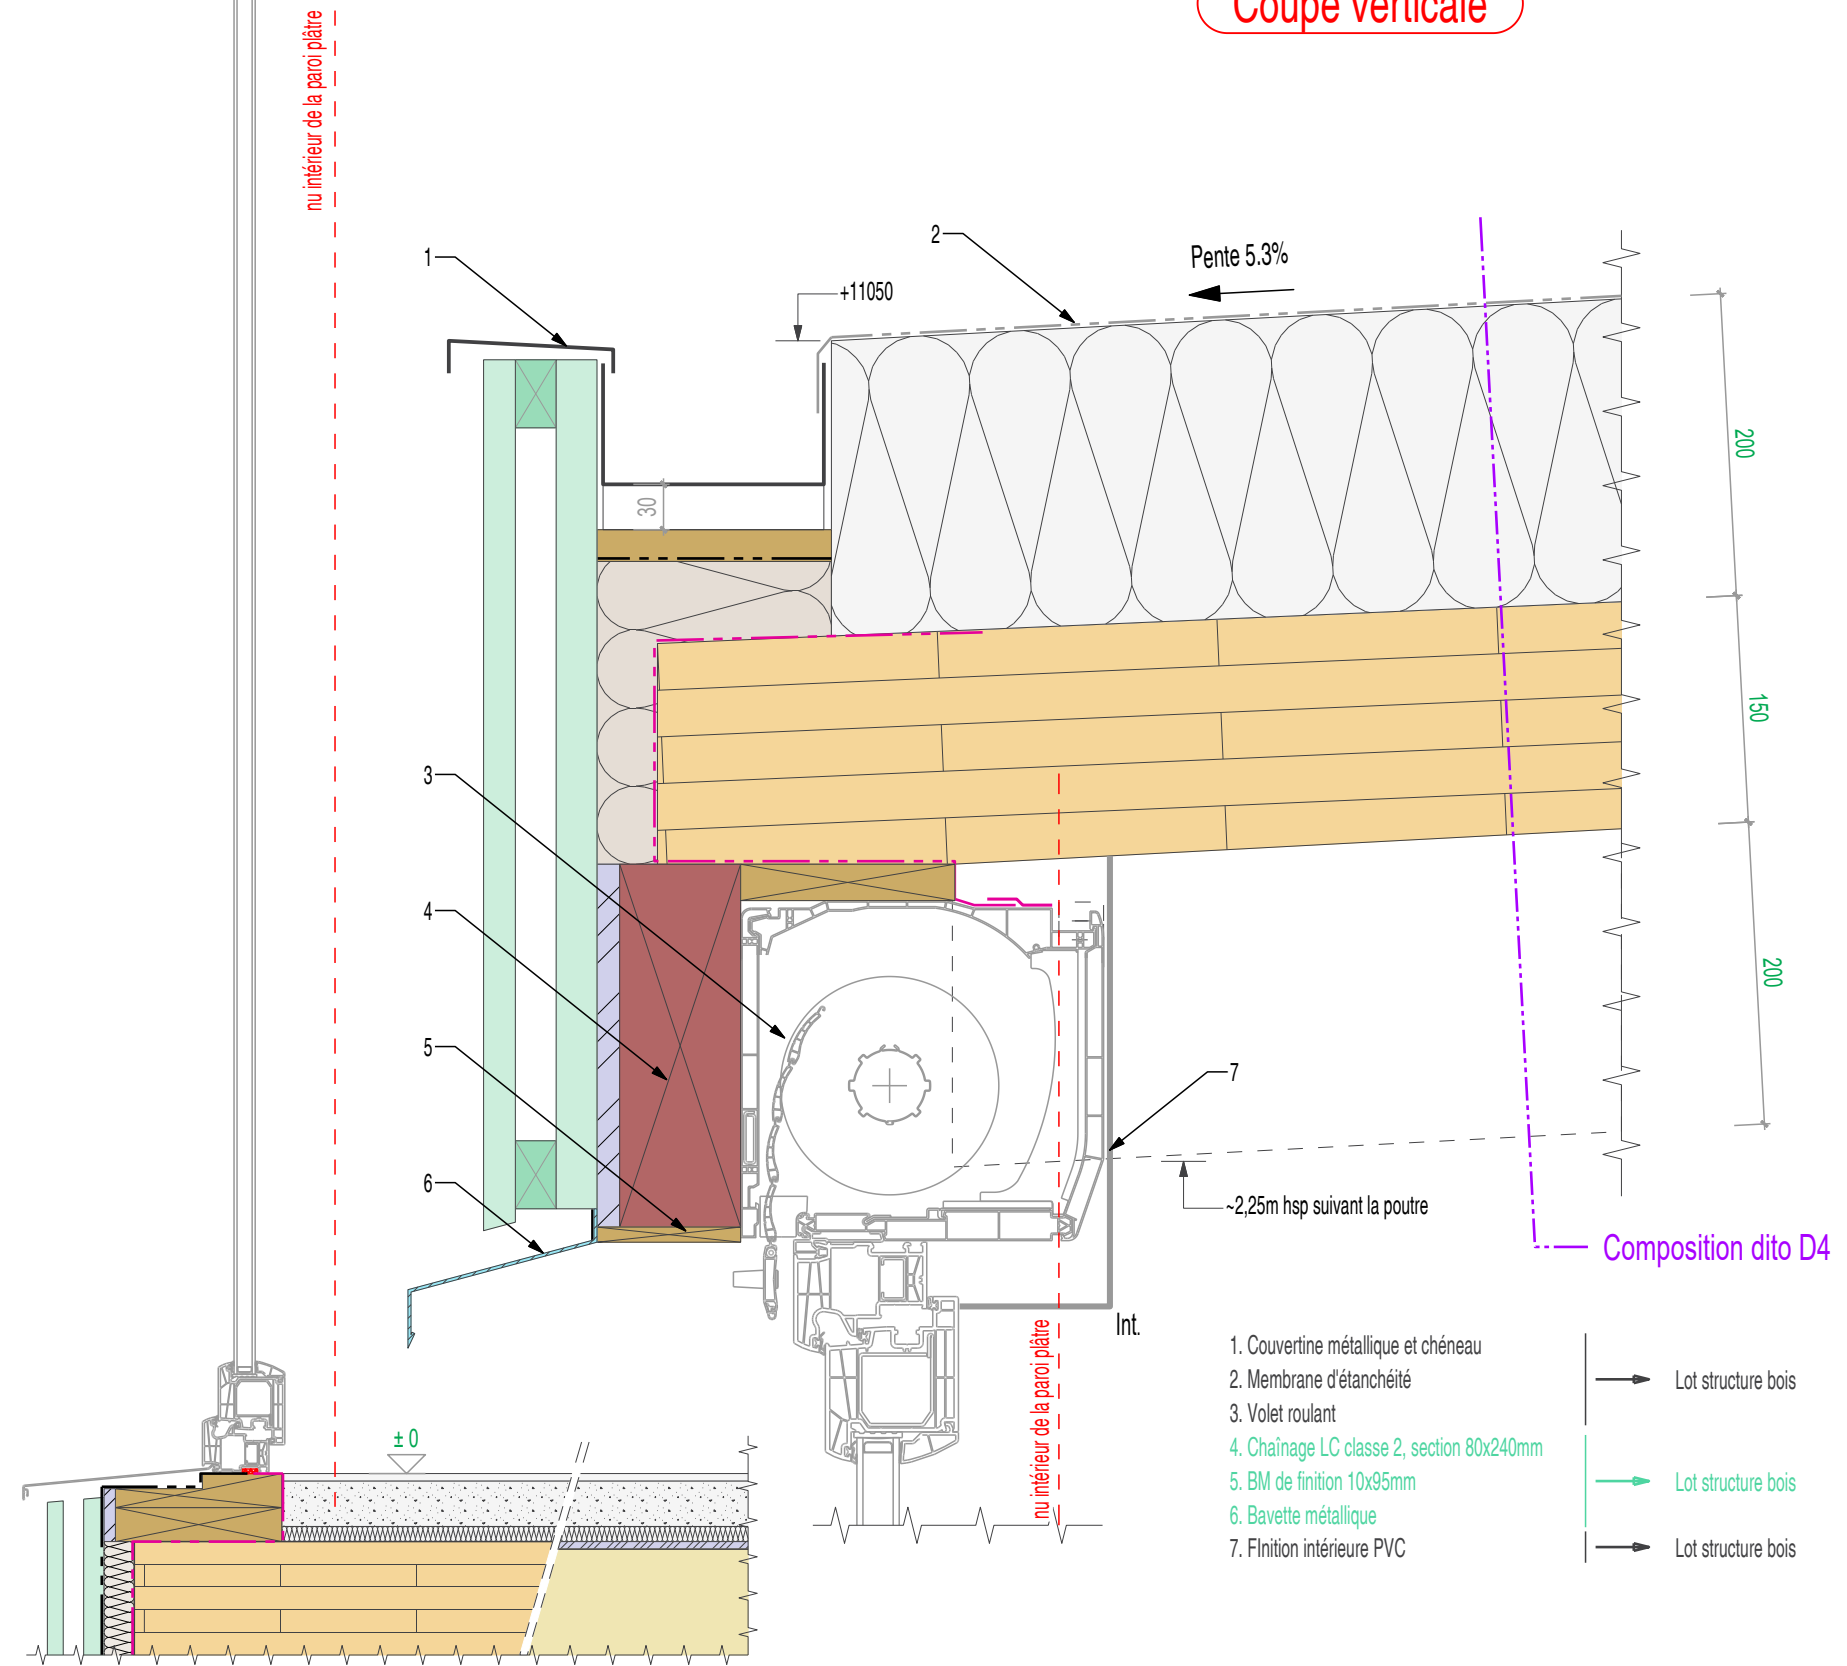 Coupe verticale
nu intérieur de la paroi plâtre
1
2
Pente 5.3%
+11050
200
30
150
3
4
5
6
7
200
~2,25m hsp suivant la poutre
Composition dito D4
Int.
nu intérieur de la paroi plâtre
± 0
1. Couvertine métallique et chéneau
2. Membrane d'étanchéité
3. Volet roulant
Lot structure bois
4. Chaînage LC classe 2, section 80x240mm
5. BM de finition 10x95mm
6. Bavette métallique
Lot structure bois
7. FInition intérieure PVC
Lot structure bois